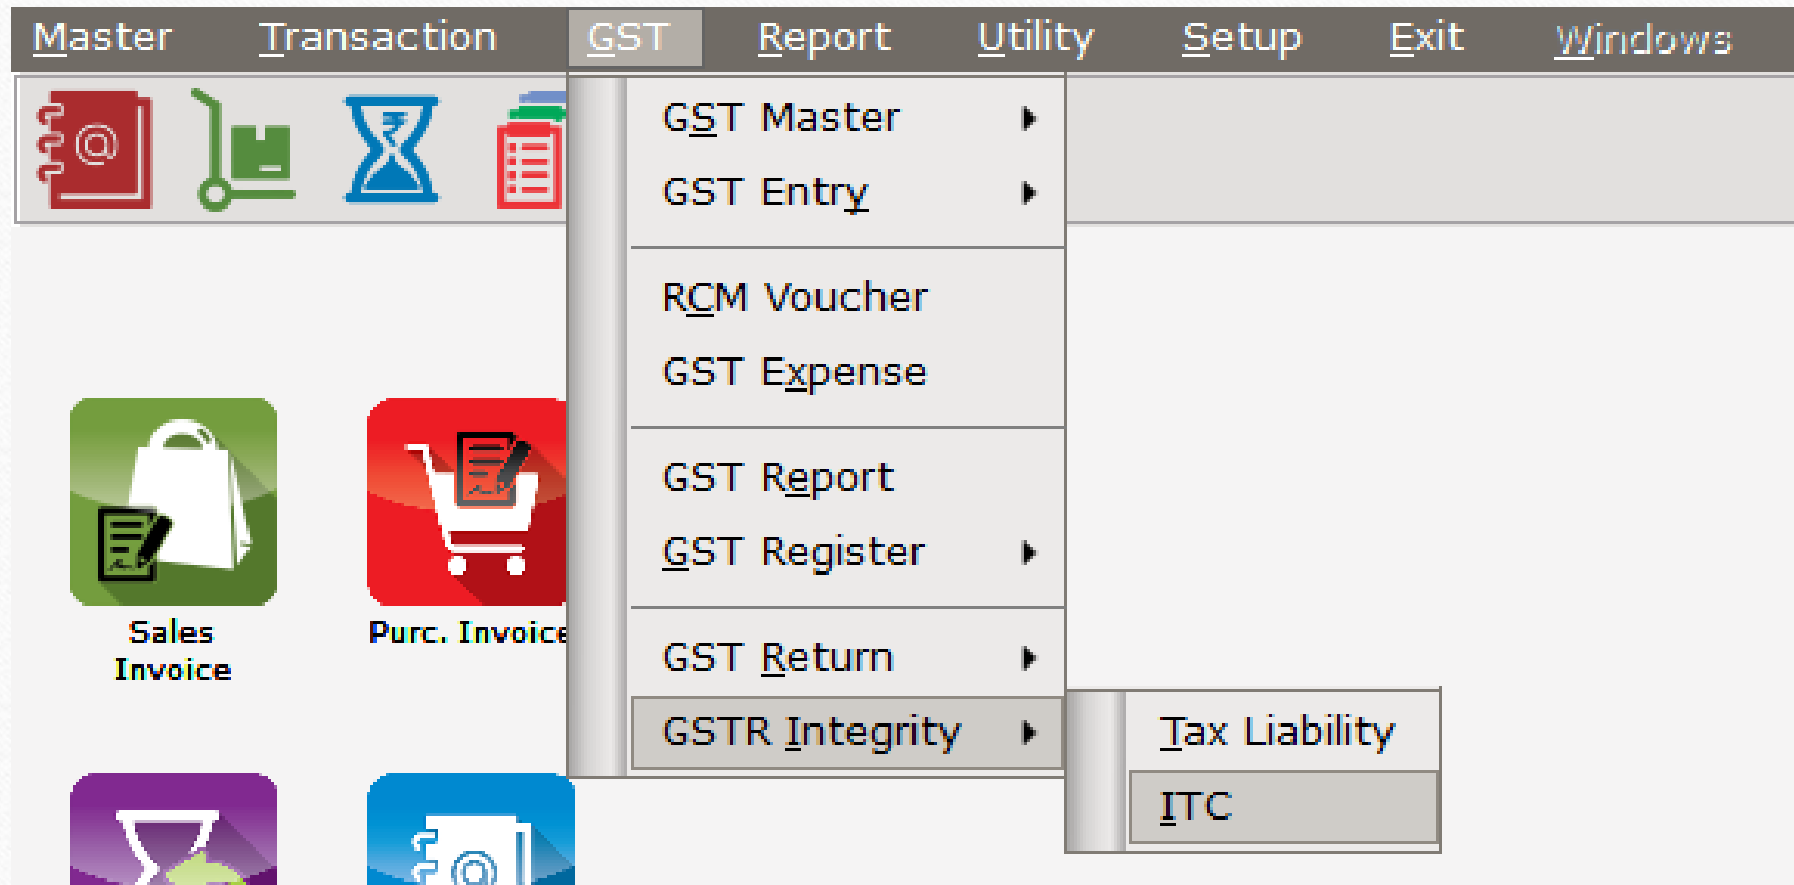 Master Transaction GST Report Utility Setup Exit Windows
GST Master
GST Entry
RCM Voucher
GST Expense
GST Report
GST Register
GST Return
GSTR Integrity
Tax Liability
ITC
Sales
Invoice
Purc. Invoice